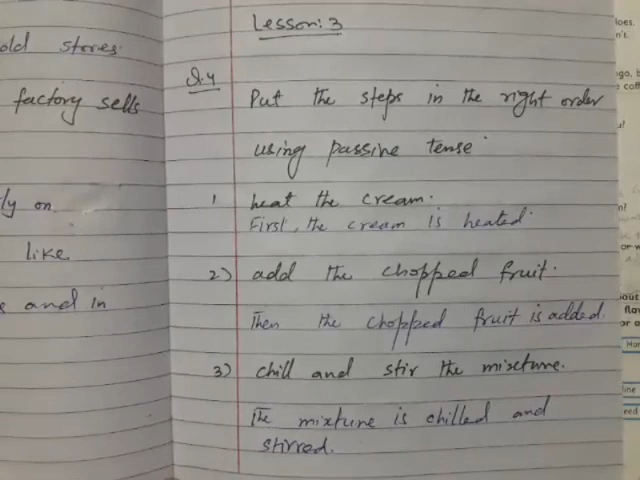 old stores
factory sells
ly on
like.
s and in
Lesson: 3
Q.4
Put the steps in the right order
using passive tense
1 heat the cream.
First, the cream is heated.
2) add the chopped fruit.
Then the chopped fruit is added.
3) chill and stir the mixture.
The mixture is chilled and
stirred.